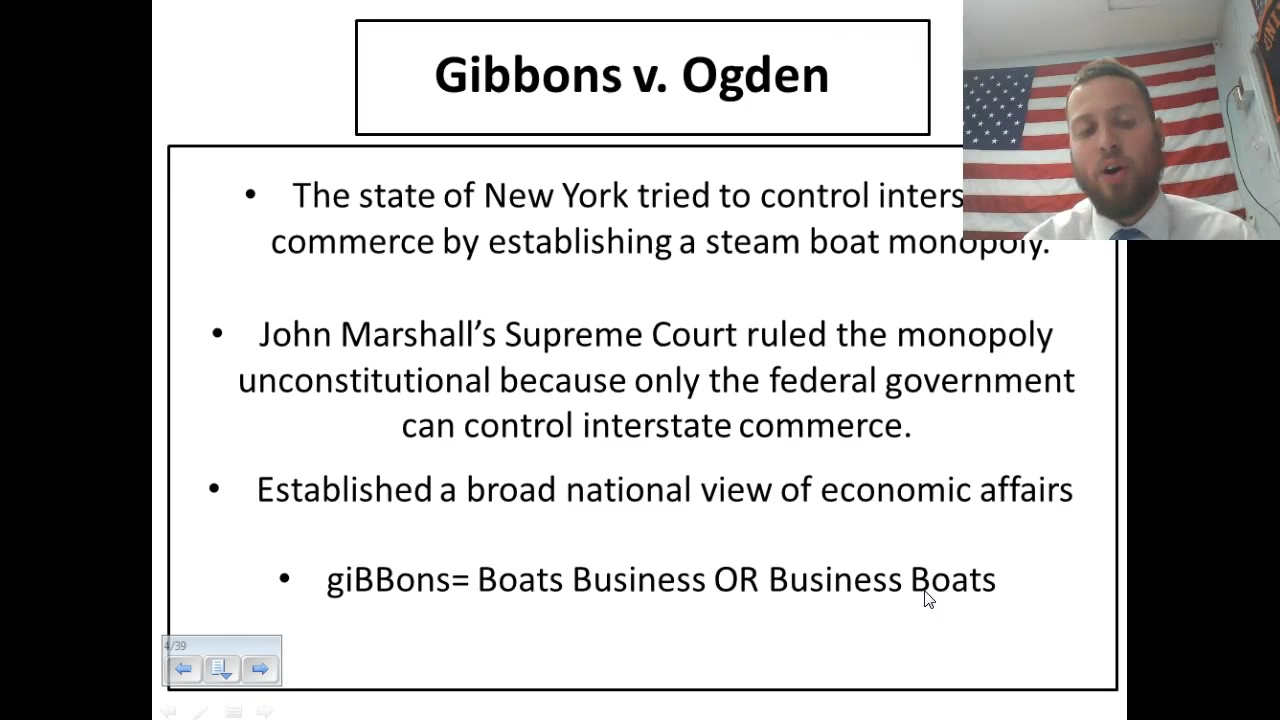 Gibbons v. Ogden
• The state of New York tried to control
commerce by establishing a steam boat monopoly.
• John Marshall's Supreme Court ruled the monopoly
unconstitutional because only the federal government
can control interstate commerce.
• Established a broad national view of economic affairs
• giBBons= Boats Business OR Business Boats
4/39